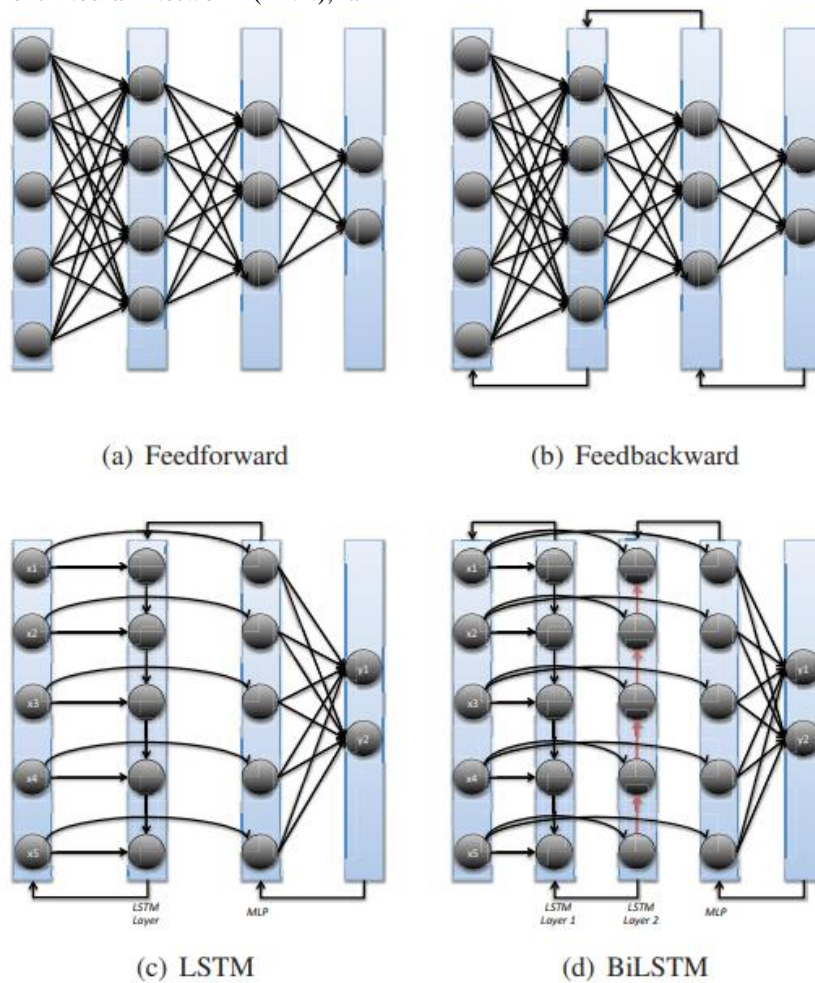 (a) Feedforward
(b) Feedbackward
x1
x2
x3
x4
x5
y1
y2
LSTM
Layer
MLP
(c) LSTM
x1
x2
x3
x4
x5
y1
y2
LSTM
Layer 1
LSTM
Layer 2
MLP
(d) BiLSTM